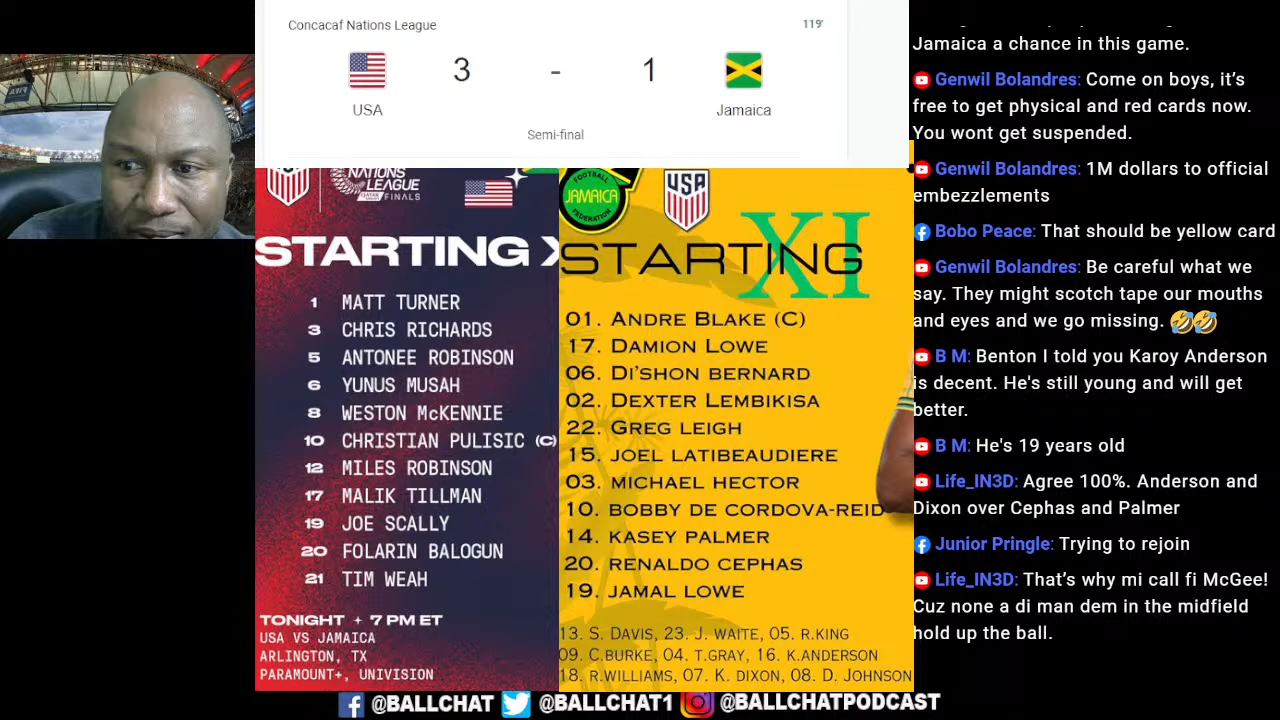 Concacaf Nations League
119'
3 - 1
USA
Jamaica
Semi-final
NATIONS
LEAGUE
FINALS
STARTING X
1 MATT TURNER
3 CHRIS RICHARDS
5 ANTONEE ROBINSON
6 YUNUS MUSAH
8 WESTON McKENNIE
10 CHRISTIAN PULISIC (C)
12 MILES ROBINSON
17 MALIK TILLMAN
19 JOE SCALLY
20 FOLARIN BALOGUN
21 TIM WEAH
TONIGHT + 7 PM ET
USA VS JAMAICA
ARLINGTON, TX
PARAMOUNT+, UNIVISION
FOOTBALL
JAMAICA
FEDERATION
USA
STARTING
XI
01. ANDRE BLAKE (C)
17. DAMION LOWE
06. DI'SHON BERNARD
02. DEXTER LEMBIKISA
22. GREG LEIGH
15. JOEL LATIBEAUDIERE
03. MICHAEL HECTOR
10. BOBBY DE CORDOVA-REID
14. KASEY PALMER
20. RENALDO CEPHAS
19. JAMAL LOWE
13. S. DAVIS, 23. J. WAITE, 05. R.KING
09. C.BURKE, 04. T.GRAY, 16. K.ANDERSON
18. R.WILLIAMS, 07. K. DIXON, 08. D. JOHNSON
Jamaica a chance in this game.
Genwil Bolandres: Come on boys, it's
free to get physical and red cards now.
You wont get suspended.
Genwil Bolandres: 1M dollars to official
embezzlements
Bobo Peace: That should be yellow card
Genwil Bolandres: Be careful what we
say. They might scotch tape our mouths
and eyes and we go missing. 🤣🤣
B M: Benton I told you Karoy Anderson
is decent. He's still young and will get
better.
B M: He's 19 years old
Life_IN3D: Agree 100%. Anderson and
Dixon over Cephas and Palmer
Junior Pringle: Trying to rejoin
Life_IN3D: That's why mi call fi McGee!
Cuz none a di man dem in the midfield
hold up the ball.
@BALLCHAT @BALLCHAT1 @BALLCHATPODCAST